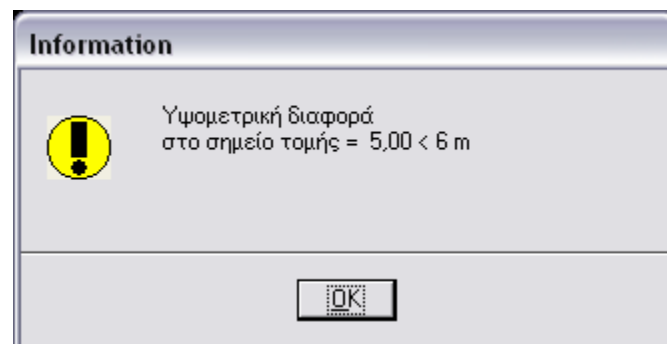 Information
Υψομετρική διαφορά
στο σημείο τομής = 5,00 < 6 m
OK